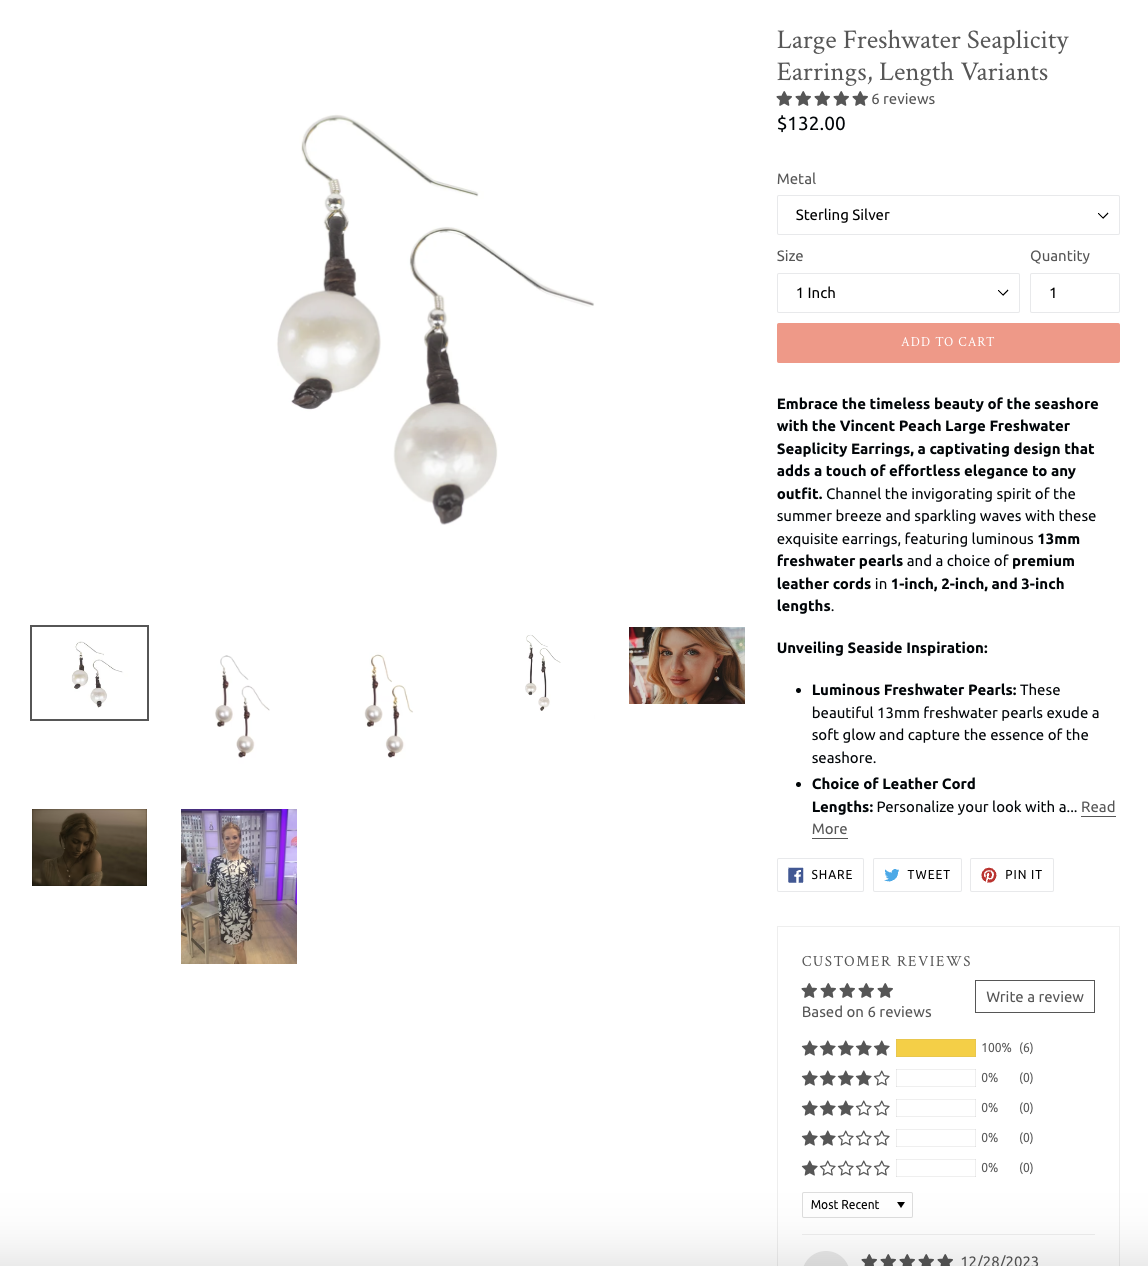 Large Freshwater Seaplicity
Earrings, Length Variants
6 reviews
$132.00
Metal
Sterling Silver
Size
Quantity
1 Inch
1
ADD TO CART
Embrace the timeless beauty of the seashore
with the Vincent Peach Large Freshwater
Seaplicity Earrings, a captivating design that
adds a touch of effortless elegance to any
outfit. Channel the invigorating spirit of the
summer breeze and sparkling waves with these
exquisite earrings, featuring luminous 13mm
freshwater pearls and a choice of premium
leather cords in 1-inch, 2-inch, and 3-inch
lengths.
Unveiling Seaside Inspiration:
• Luminous Freshwater Pearls: These
beautiful 13mm freshwater pearls exude a
soft glow and capture the essence of the
seashore.
• Choice of Leather Cord
Lengths: Personalize your look with a... Read
More
SHARE
TWEET
PIN IT
CUSTOMER REVIEWS
Write a review
Based on 6 reviews
100% (6)
0% (0)
0% (0)
0% (0)
0% (0)
Most Recent
12/28/2023